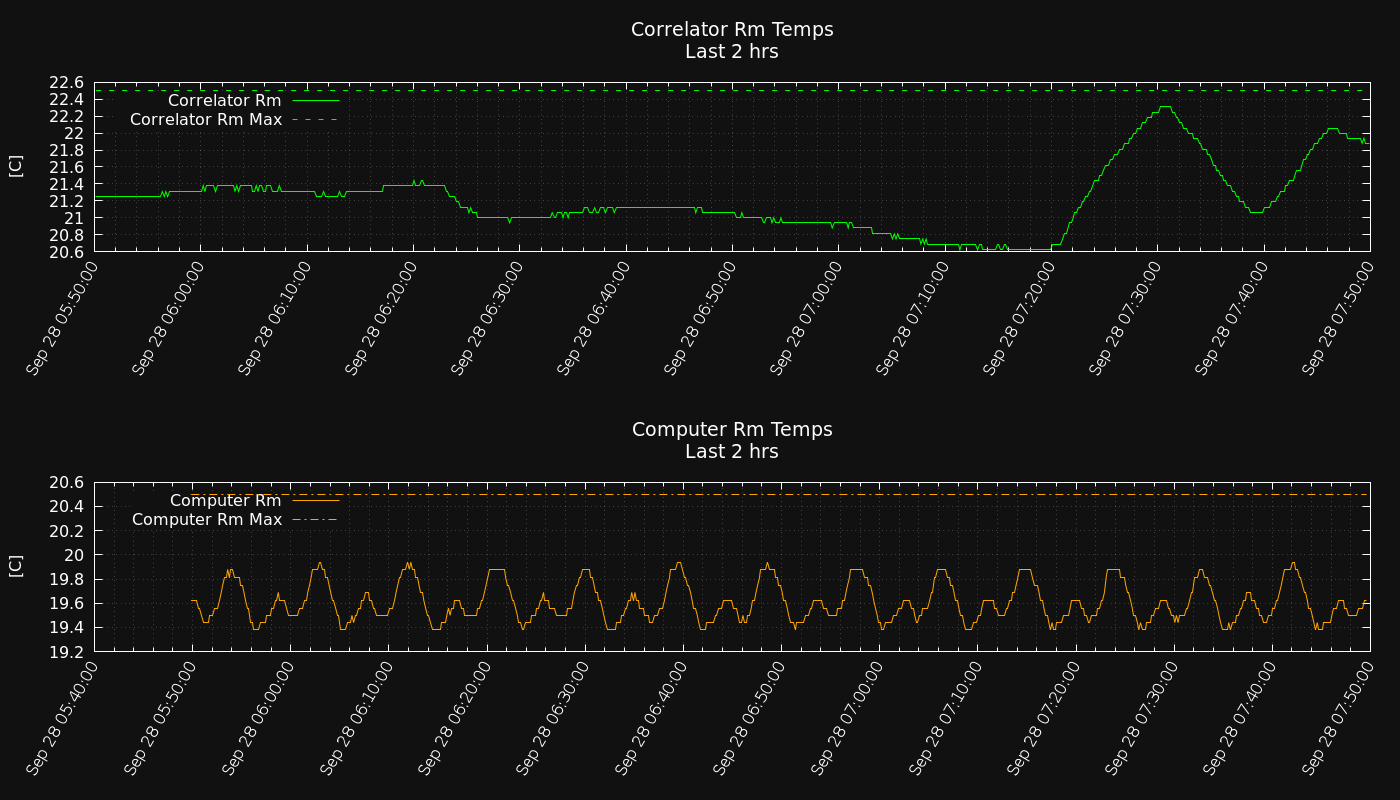 Correlator Rm Temps
Last 2 hrs
22.6
22.4
22.2
22
21.8
21.6
21.4
21.2
21
20.8
20.6
[C]
Correlator Rm
Correlator Rm Max
Sep 28 05:50:00
Sep 28 06:00:00
Sep 28 06:10:00
Sep 28 06:20:00
Sep 28 06:30:00
Sep 28 06:40:00
Sep 28 06:50:00
Sep 28 07:00:00
Sep 28 07:10:00
Sep 28 07:20:00
Sep 28 07:30:00
Sep 28 07:40:00
Sep 28 07:50:00
Computer Rm Temps
Last 2 hrs
20.6
20.4
20.2
20
19.8
19.6
19.4
19.2
[C]
Computer Rm
Computer Rm Max
Sep 28 05:40:00
Sep 28 05:50:00
Sep 28 06:00:00
Sep 28 06:10:00
Sep 28 06:20:00
Sep 28 06:30:00
Sep 28 06:40:00
Sep 28 06:50:00
Sep 28 07:00:00
Sep 28 07:10:00
Sep 28 07:20:00
Sep 28 07:30:00
Sep 28 07:40:00
Sep 28 07:50:00